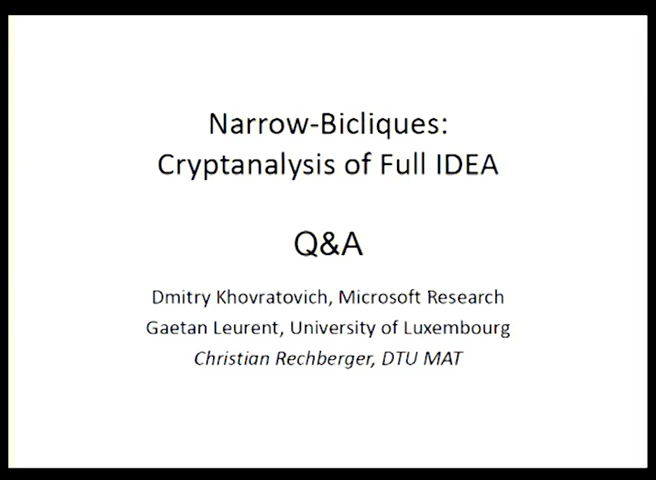 Narrow-Bicliques:
Cryptanalysis of Full IDEA
Q&A
Dmitry Khovratovich, Microsoft Research
Gaetan Leurent, University of Luxembourg
Christian Rechberger, DTU MAT